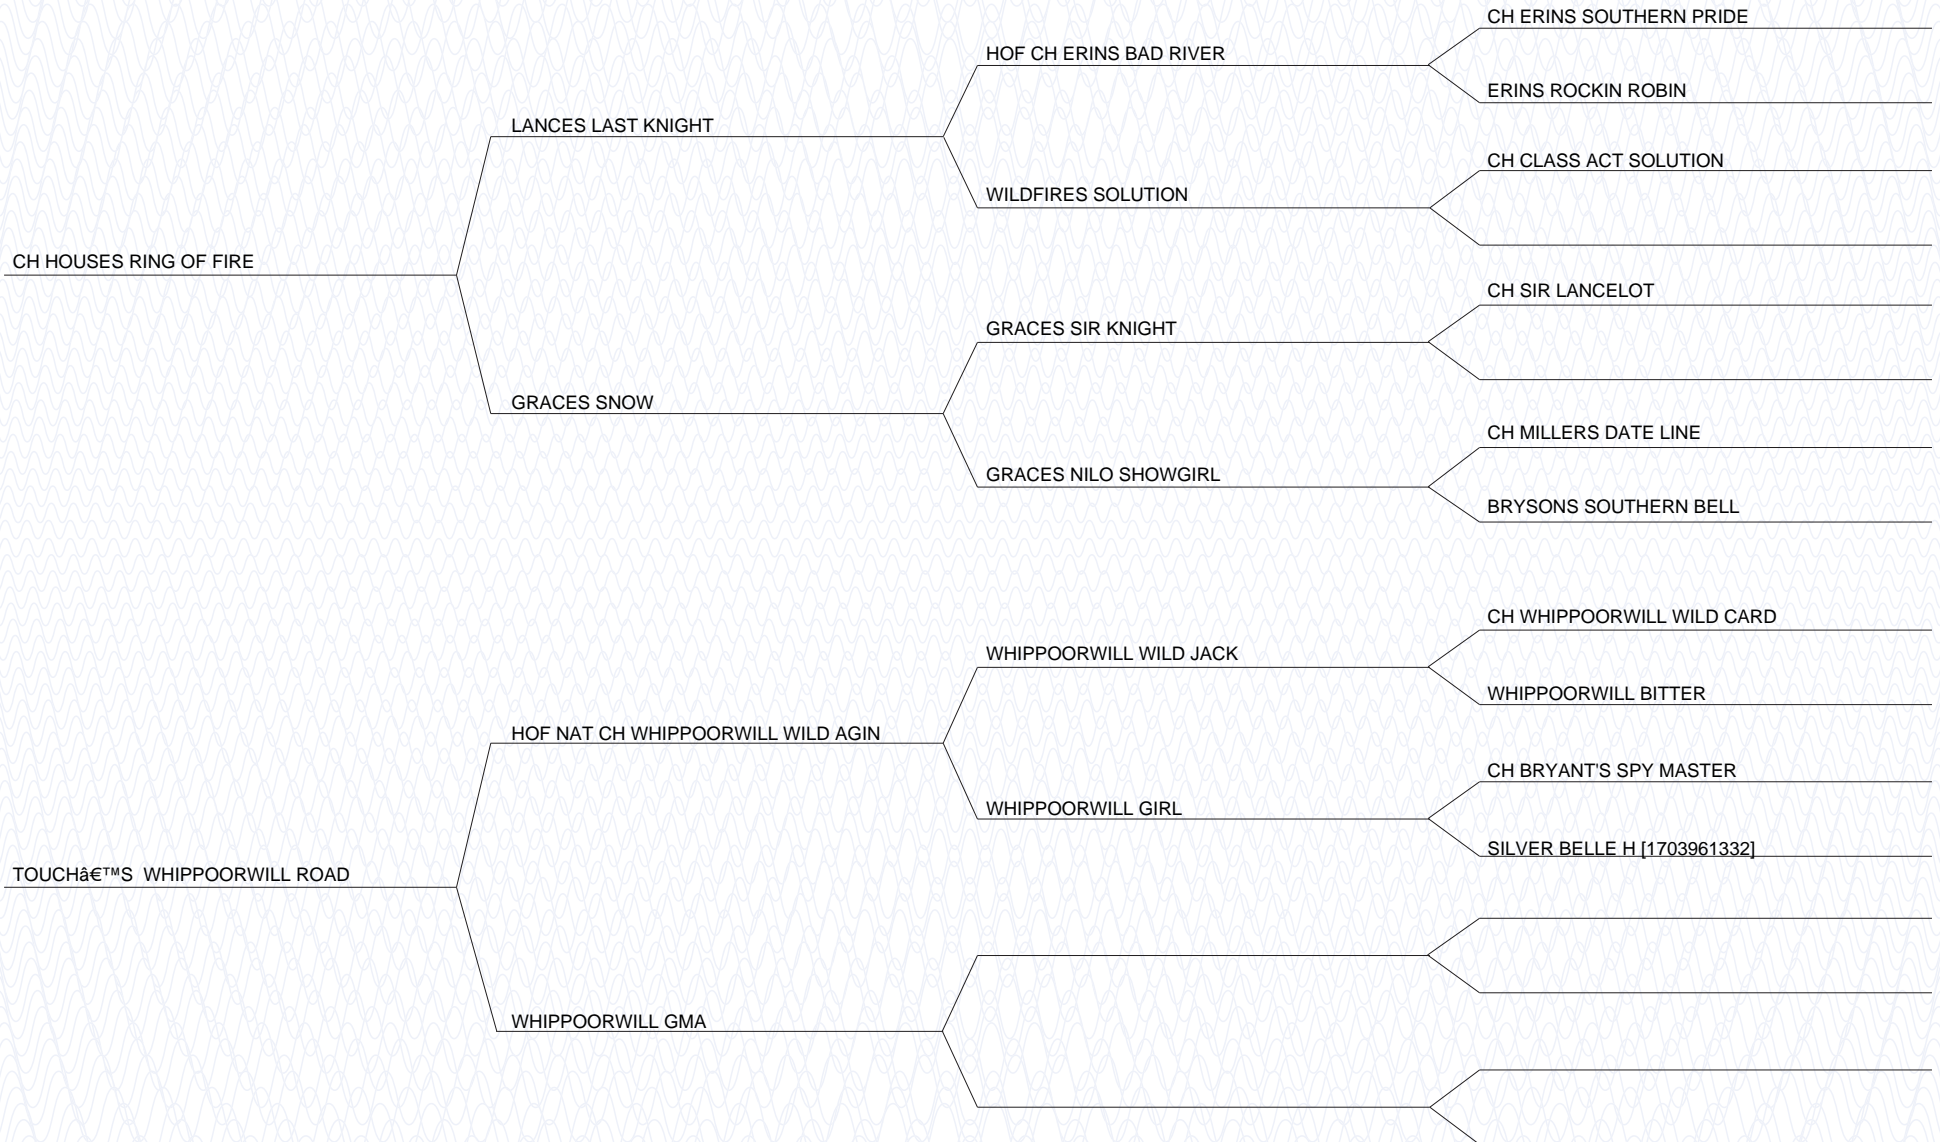 CH ERINS SOUTHERN PRIDE
HOF CH ERINS BAD RIVER
ERINS ROCKIN ROBIN
LANCES LAST KNIGHT
CH CLASS ACT SOLUTION
WILDFIRES SOLUTION
CH HOUSES RING OF FIRE
CH SIR LANCELOT
GRACES SIR KNIGHT
GRACES SNOW
CH MILLERS DATE LINE
GRACES NILO SHOWGIRL
BRYSONS SOUTHERN BELL
CH WHIPPOORWILL WILD CARD
WHIPPOORWILL WILD JACK
WHIPPOORWILL BITTER
HOF NAT CH WHIPPOORWILL WILD AGIN
CH BRYANT'S SPY MASTER
WHIPPOORWILL GIRL
SILVER BELLE H [1703961332]
TOUCHâ€™S  WHIPPOORWILL ROAD
WHIPPOORWILL GMA